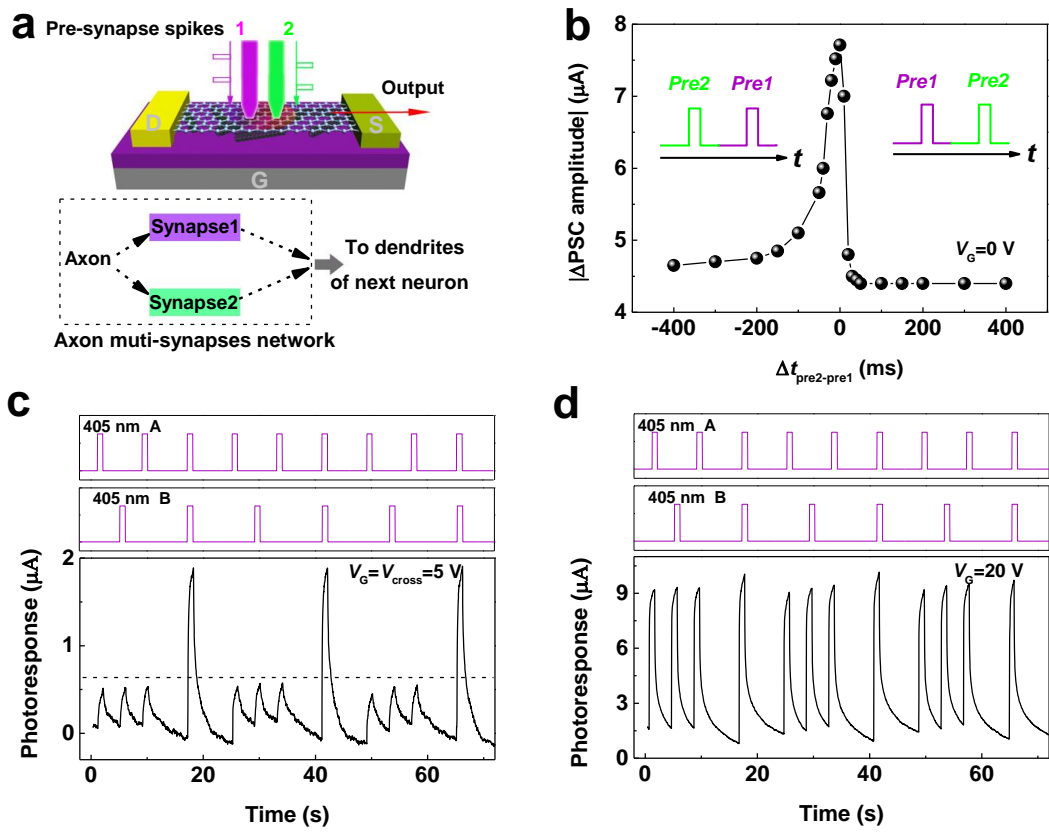 a
Pre-synapse spikes 1 2
Output
D
S
G
Synapse1
Axon
Synapse2
To dendrites
of next neuron
Axon muti-synapses network
b
|ΔPSC amplitude| (μA)
8
7
6
5
4
Pre2 Pre1
t
Pre1 Pre2
t
V_G=0 V
-400 -200 0 200 400
Δt_pre2-pre1 (ms)
c
405 nm A
405 nm B
Photoresponse (μA)
2
1
0
V_G=V_cross=5 V
0 20 40 60
Time (s)
d
405 nm A
405 nm B
Photoresponse (μA)
9
6
3
0
V_G=20 V
0 20 40 60
Time (s)